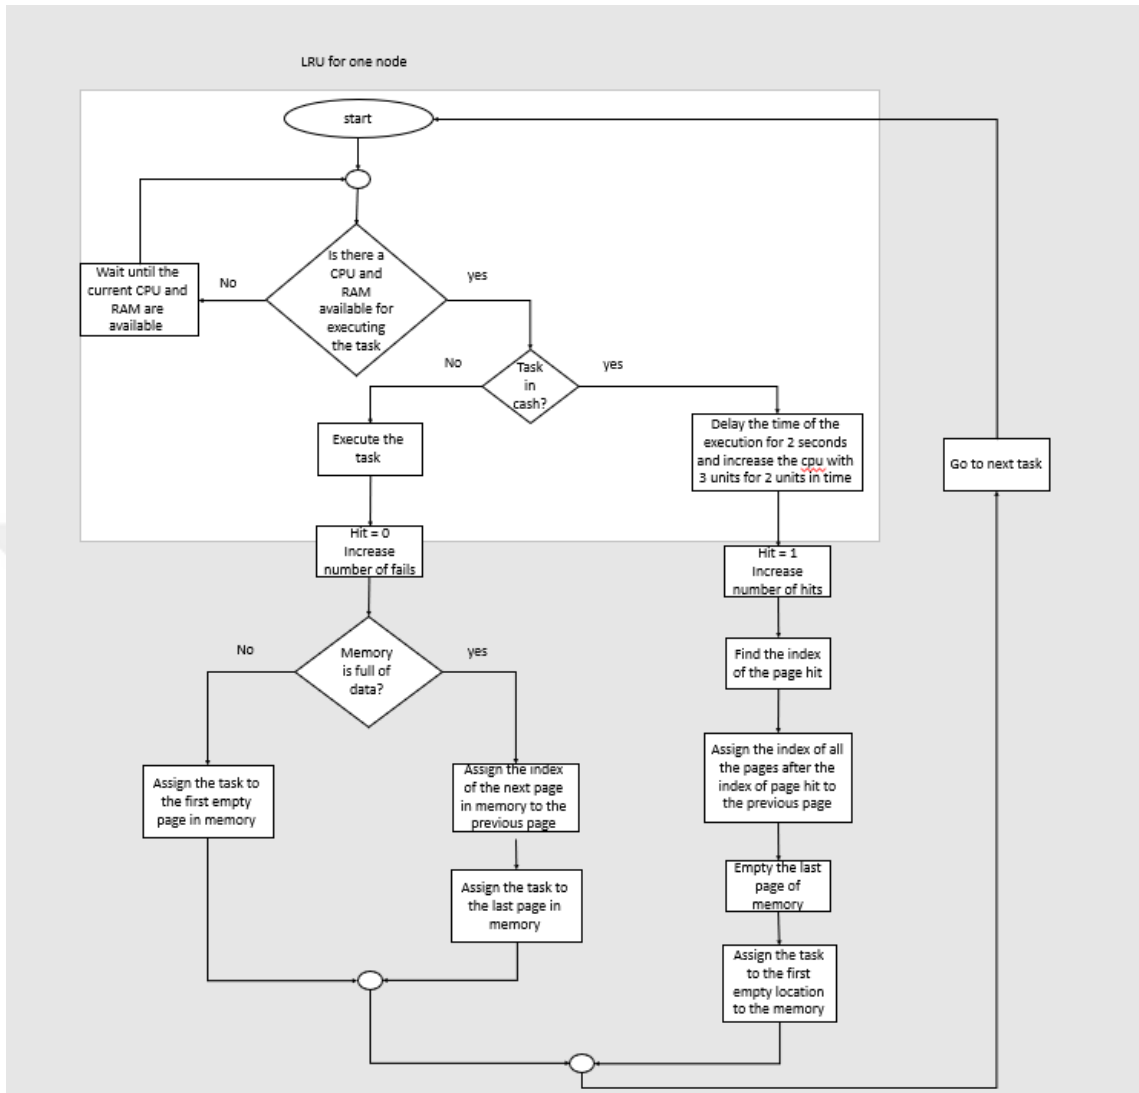 LRU for one node
start
Is there a
CPU and
RAM
available for
executing
the task
No
yes
Wait until the
current CPU and
RAM are
available
Task
in
cash?
No
yes
Execute the
task
Delay the time of the
execution for 2 seconds
and increase the cpu with
3 units for 2 units in time
Go to next task
Hit = 0
Increase
number of fails
Hit = 1
Increase
number of hits
Memory
is full of
data?
No
yes
Find the index
of the page hit
Assign the task to
the first empty
page in memory
Assign the index
of the next page
in memory to the
previous page
Assign the index of all
the pages after the
index of page hit to
the previous page
Assign the task to
the last page in
memory
Empty the last
page of
memory
Assign the task
to the first
empty location
to the memory